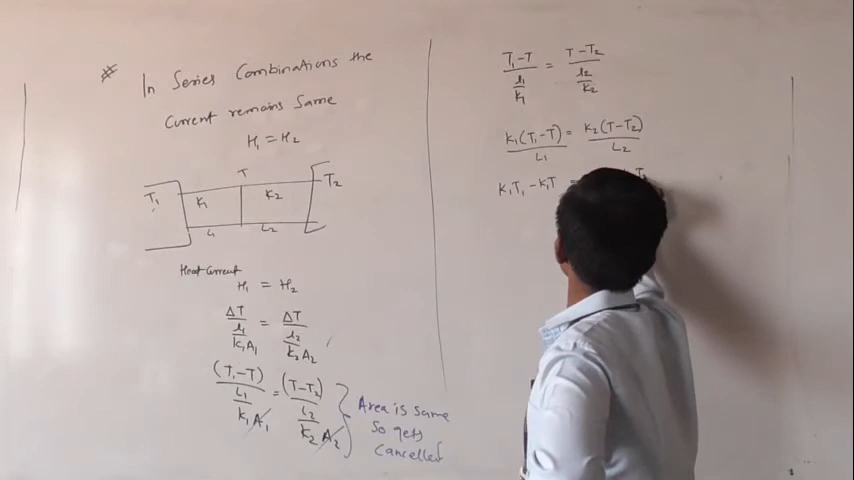 ※ In Series Combinations the
Current remains Same
H₁ = H₂
T
T₁ K₁ K₂ T₂
L₁ L₂
Heat Current
H₁ = H₂
ΔT/(l₁/K₁A₁) = ΔT/(l₂/K₂A₂)
(T₁-T)/(L₁/K₁A₁) = (T-T₂)/(L₂/K₂A₂)
Area is same
So gets
Cancelled
(T₁-T)/(l₁/K₁) = (T-T₂)/(l₂/K₂)
K₁(T₁-T)/L₁ = K₂(T-T₂)/L₂
K₁T₁ - K₁T =